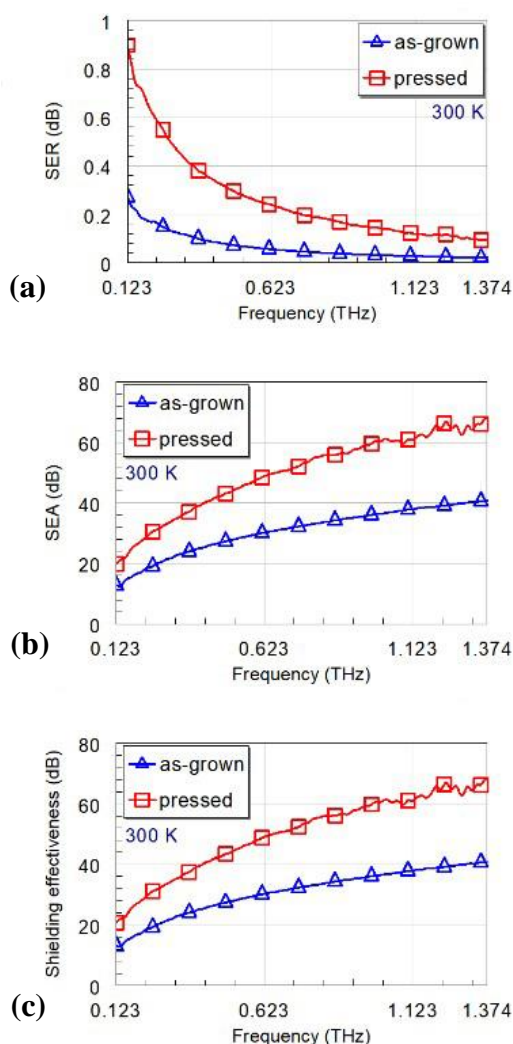 1
0.8
0.6
0.4
0.2
0
SER (dB)
as-grown
pressed
300 K
0.123
0.623
1.123
1.374
Frequency (THz)
(a)
80
60
40
20
0
SEA (dB)
as-grown
pressed
300 K
0.123
0.623
1.123
1.374
Frequency (THz)
(b)
80
60
40
20
0
Shielding effectiveness (dB)
as-grown
pressed
300 K
0.123
0.623
1.123
1.374
Frequency (THz)
(c)